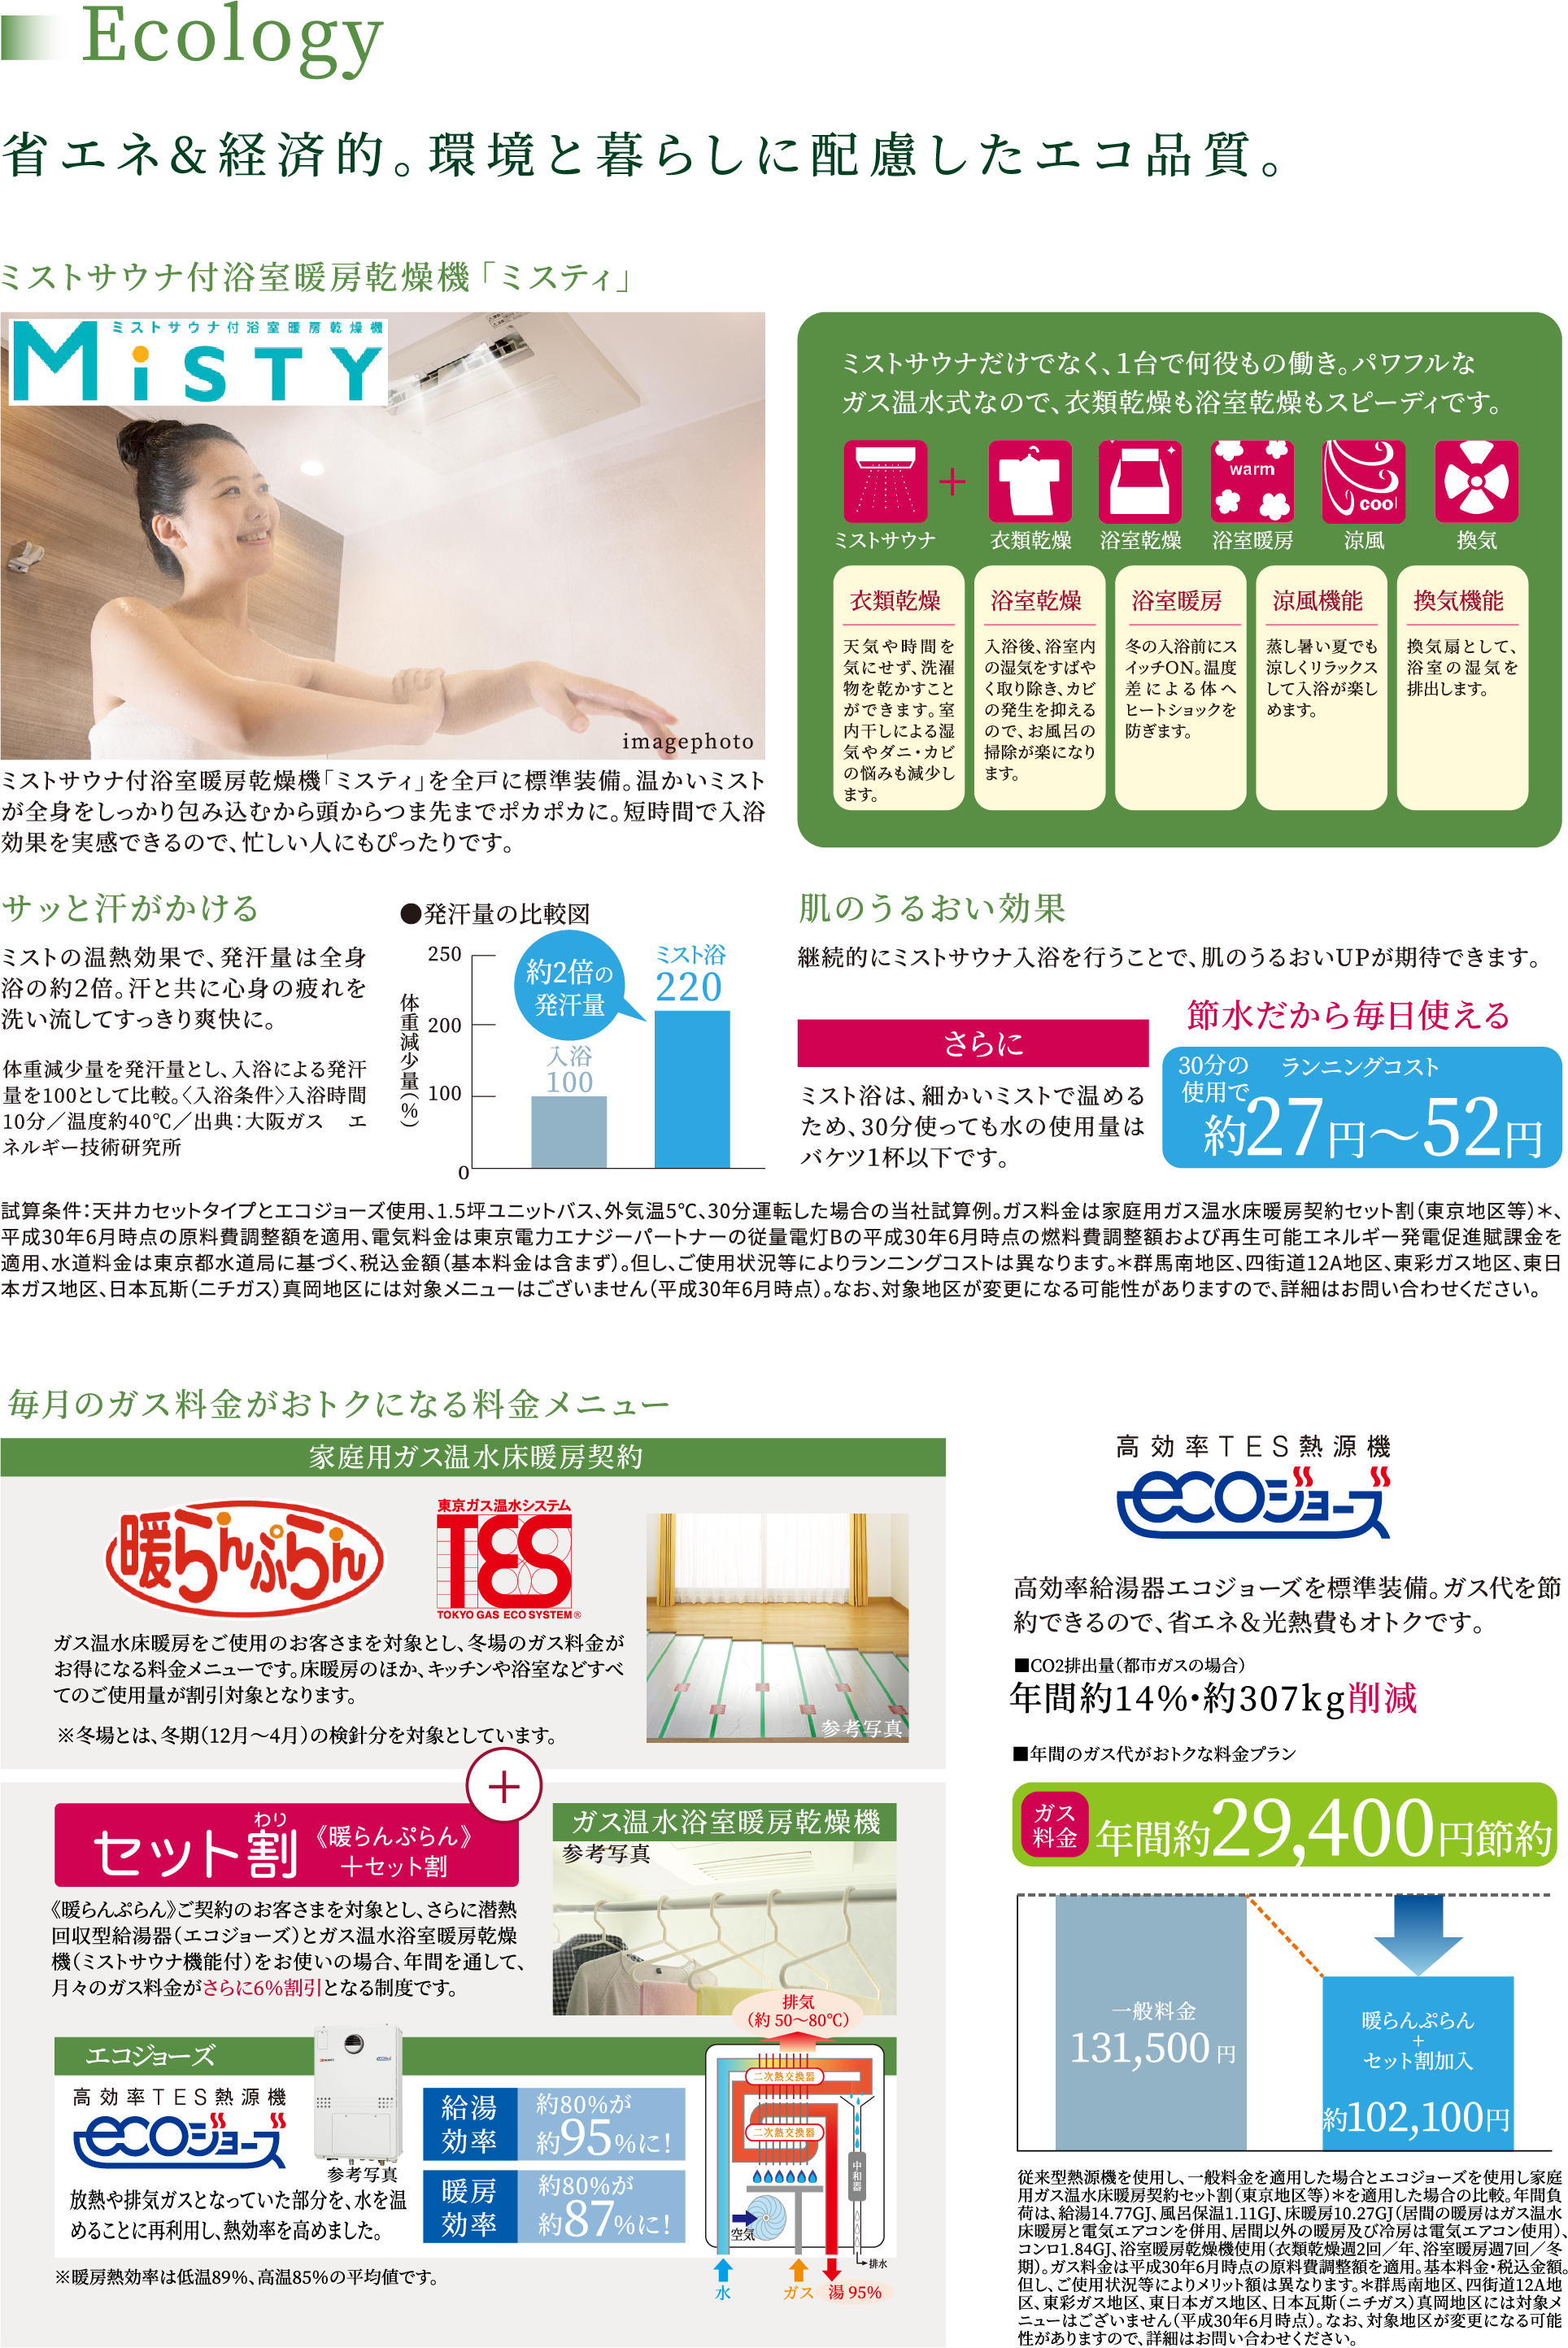 Ecology
省エネ&経済的。環境と暮らしに配慮したエコ品質。
ミストサウナ付浴室暖房乾燥機「ミスティ」
ミストサウナ付浴室暖房乾燥機
MiSTY
imagephoto
ミストサウナ付浴室暖房乾燥機「ミスティ」を全戸に標準装備。温かいミスト
が全身をしっかり包み込むから頭からつま先までポカポカに。短時間で入浴
効果を実感できるので、忙しい人にもぴったりです。
ミストサウナだけでなく、1台で何役もの働き。パワフルな
ガス温水式なので、衣類乾燥も浴室乾燥もスピーディです。
+
warm
cool
ミストサウナ 衣類乾燥 浴室乾燥 浴室暖房 涼風 換気
衣類乾燥
天気や時間を
気にせず、洗濯
物を乾かすこと
ができます。室
内干しによる湿
気やダニ・カビ
の悩みも減少し
ます。
浴室乾燥
入浴後、浴室内
の湿気をすばや
く取り除き、カビ
の発生を抑える
ので、お風呂の
掃除が楽になり
ます。
浴室暖房
冬の入浴前にス
イッチON。温度
差による体へ
ヒートショックを
防ぎます。
涼風機能
蒸し暑い夏でも
涼しくリラックス
して入浴が楽し
めます。
換気機能
換気扇として、
浴室の湿気を
排出します。
サッと汗がかける
ミストの温熱効果で、発汗量は全身
浴の約2倍。汗と共に心身の疲れを
洗い流してすっきり爽快に。
体重減少量を発汗量とし、入浴による発汗
量を100として比較。〈入浴条件〉入浴時間
10分／温度約40℃／出典：大阪ガス　エ
ネルギー技術研究所
●発汗量の比較図
体重減少量(%)
250
200
100
0
約2倍の
発汗量
入浴
100
ミスト浴
220
肌のうるおい効果
継続的にミストサウナ入浴を行うことで、肌のうるおいUPが期待できます。
さらに
ミスト浴は、細かいミストで温める
ため、30分使っても水の使用量は
バケツ1杯以下です。
節水だから毎日使える
30分の
使用で
ランニングコスト
約27円〜52円
試算条件：天井カセットタイプとエコジョーズ使用、1.5坪ユニットバス、外気温5℃、30分運転した場合の当社試算例。ガス料金は家庭用ガス温水床暖房契約セット割（東京地区等）＊、
平成30年6月時点の原料費調整額を適用、電気料金は東京電力エナジーパートナーの従量電灯Bの平成30年6月時点の燃料費調整額および再生可能エネルギー発電促進賦課金を
適用、水道料金は東京都水道局に基づく、税込金額（基本料金は含まず）。但し、ご使用状況等によりランニングコストは異なります。＊群馬南地区、四街道12A地区、東彩ガス地区、東日
本ガス地区、日本瓦斯（ニチガス）真岡地区には対象メニューはございません（平成30年6月時点）。なお、対象地区が変更になる可能性がありますので、詳細はお問い合わせください。
毎月のガス料金がおトクになる料金メニュー
家庭用ガス温水床暖房契約
暖らんぷらん
東京ガス温水システム
TES
TOKYO GAS ECO SYSTEM®
参考写真
ガス温水床暖房をご使用のお客さまを対象とし、冬場のガス料金が
お得になる料金メニューです。床暖房のほか、キッチンや浴室などすべ
てのご使用量が割引対象となります。
※冬場とは、冬期（12月〜4月）の検針分を対象としています。
+
わり
セット割
《暖らんぷらん》
＋セット割
《暖らんぷらん》ご契約のお客さまを対象とし、さらに潜熱
回収型給湯器（エコジョーズ）とガス温水浴室暖房乾燥
機（ミストサウナ機能付）をお使いの場合、年間を通して、
月々のガス料金がさらに6%割引となる制度です。
ガス温水浴室暖房乾燥機
参考写真
エコジョーズ
高効率TES熱源機
ecoジョーズ
参考写真
放熱や排気ガスとなっていた部分を、水を温
めることに再利用し、熱効率を高めました。
給湯
効率
約80%が
約95%に！
暖房
効率
約80%が
約87%に！
排気
（約 50〜80℃）
二次熱交換器
二次熱交換器
中和器
空気
排水
水
ガス
湯 95%
※暖房熱効率は低温89%、高温85%の平均値です。
高効率TES熱源機
ecoジョーズ
高効率給湯器エコジョーズを標準装備。ガス代を節
約できるので、省エネ＆光熱費もオトクです。
■CO2排出量（都市ガスの場合）
年間約14%・約307kg削減
■年間のガス代がおトクな料金プラン
ガス
料金
年間約29,400円節約
一般料金
131,500円
暖らんぷらん
+
セット割加入
約102,100円
従来型熱源機を使用し、一般料金を適用した場合とエコジョーズを使用し家庭
用ガス温水床暖房契約セット割（東京地区等）＊を適用した場合の比較。年間負
荷は、給湯14.77GJ、風呂保温1.11GJ、床暖房10.27GJ（居間の暖房はガス温水
床暖房と電気エアコンを併用、居間以外の暖房及び冷房は電気エアコン使用）、
コンロ1.84GJ、浴室暖房乾燥機使用（衣類乾燥週2回／年、浴室暖房週7回／冬
期）。ガス料金は平成30年6月時点の原料費調整額を適用。基本料金・税込金額。
但し、ご使用状況等によりメリット額は異なります。＊群馬南地区、四街道12A地
区、東彩ガス地区、東日本ガス地区、日本瓦斯（ニチガス）真岡地区には対象メ
ニューはございません（平成30年6月時点）。なお、対象地区が変更になる可能
性がありますので、詳細はお問い合わせください。